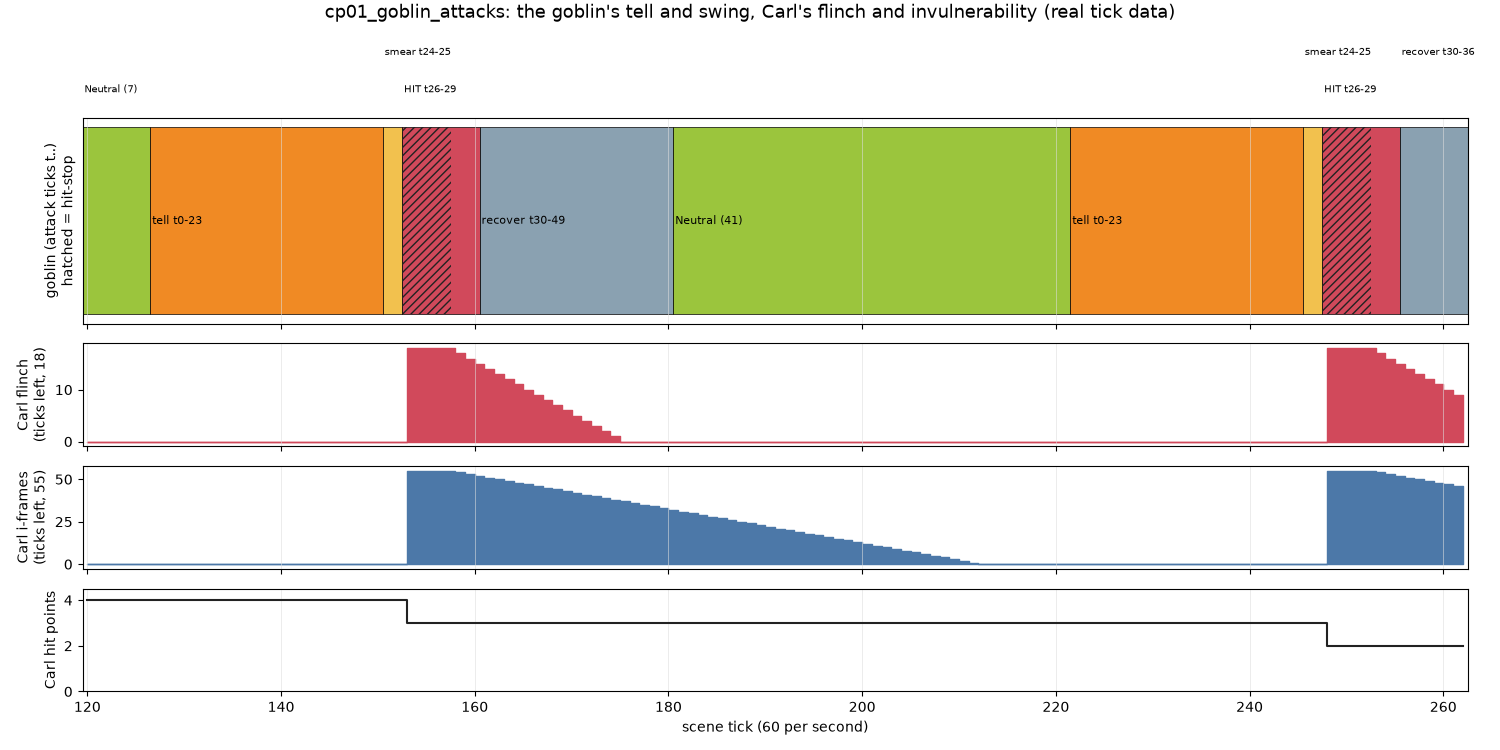 cp01_goblin_attacks: the goblin's tell and swing, Carl's flinch and invulnerability (real tick data)
smear t24-25
smear t24-25
recover t30-36
Neutral (7)
HIT t26-29
HIT t26-29
goblin (attack ticks t..)
hatched = hit-stop
tell t0-23
recover t30-49
Neutral (41)
tell t0-23
Carl flinch
(ticks left, 18)
10
0
Carl i-frames
(ticks left, 55)
50
25
0
Carl hit points
4
2
0
120
140
160
180
200
220
240
260
scene tick (60 per second)